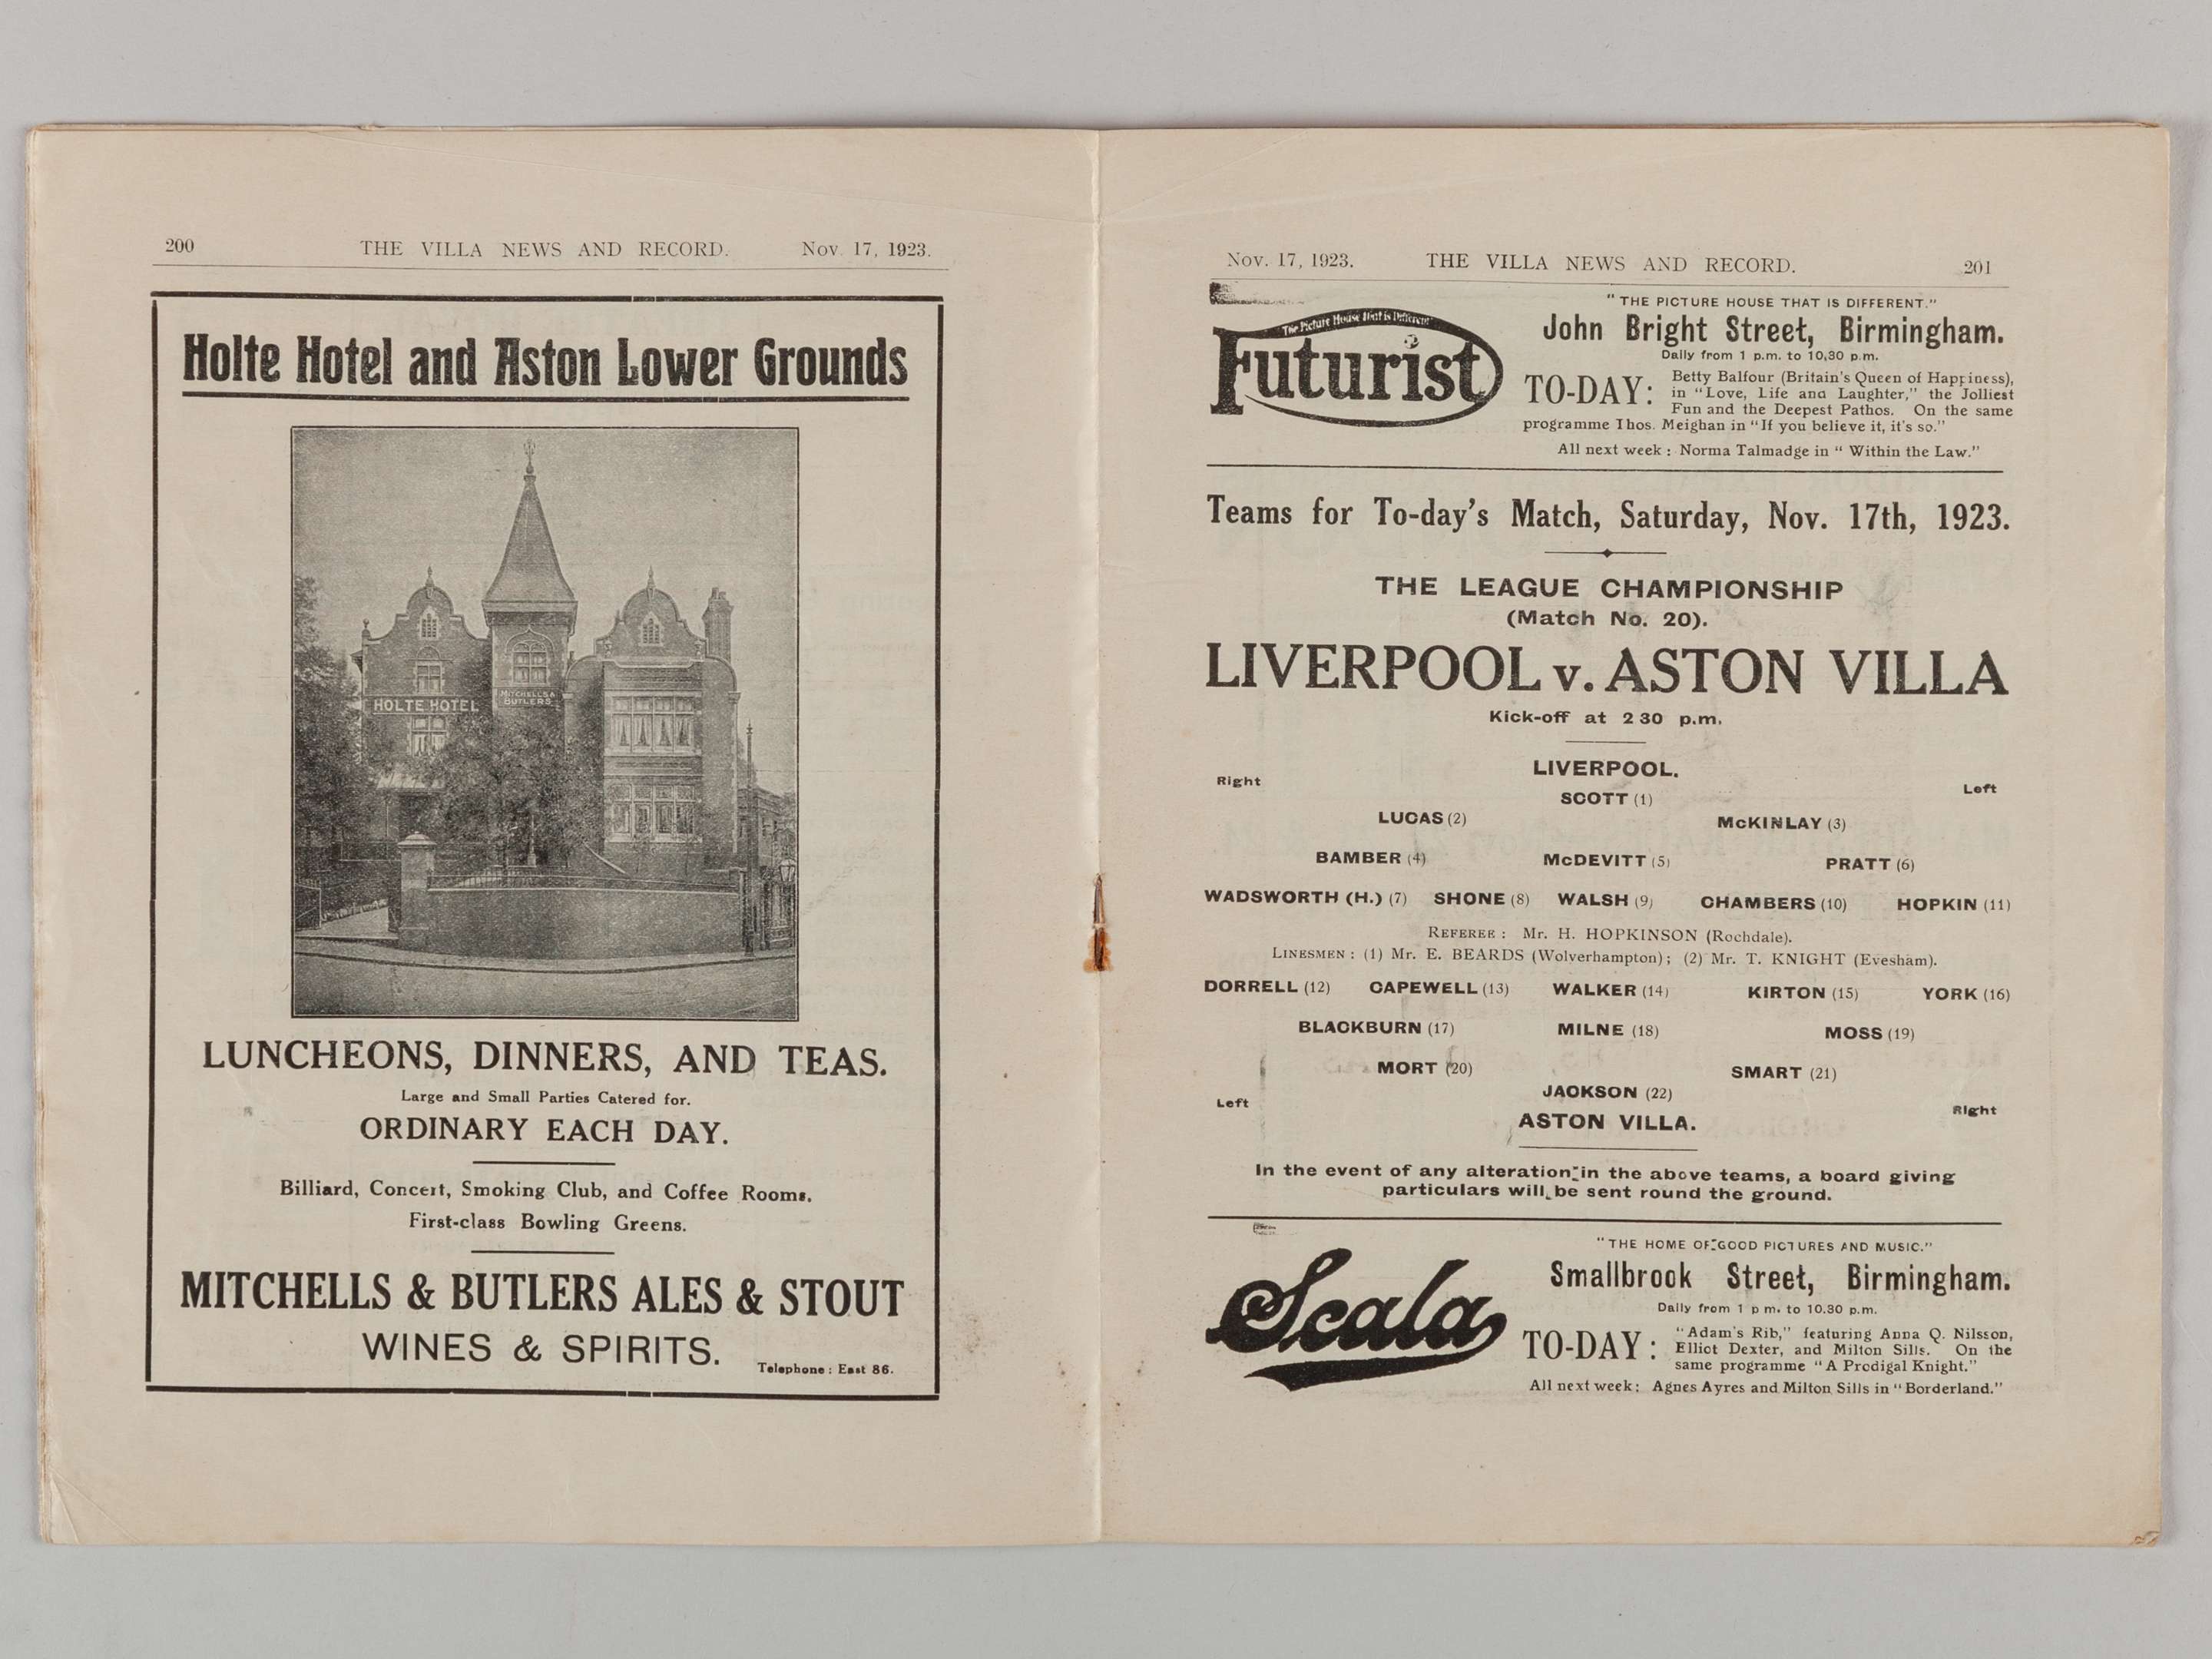 200 THE VILLA NEWS AND RECORD. Nov. 17, 1923.
Holte Hotel and Aston Lower Grounds
HOLTE HOTEL
MITCHELLS &
BUTLERS
LUNCHEONS, DINNERS, AND TEAS.
Large and Small Parties Catered for.
ORDINARY EACH DAY.
Billiard, Concert, Smoking Club, and Coffee Rooms.
First-class Bowling Greens.
MITCHELLS & BUTLERS ALES & STOUT
WINES & SPIRITS.
Telephone: East 86.
Nov. 17, 1923. THE VILLA NEWS AND RECORD. 201
The Picture House that is Different
Futurist
"THE PICTURE HOUSE THAT IS DIFFERENT."
John Bright Street, Birmingham.
Daily from 1 p.m. to 10,30 p.m.
TO-DAY: Betty Balfour (Britain's Queen of Happiness),
in "Love, Life and Laughter," the Jolliest
Fun and the Deepest Pathos. On the same
programme Thos. Meighan in "If you believe it, it's so."
All next week: Norma Talmadge in "Within the Law."
Teams for To-day's Match, Saturday, Nov. 17th, 1923.
THE LEAGUE CHAMPIONSHIP
(Match No. 20).
LIVERPOOL v. ASTON VILLA
Kick-off at 2 30 p.m.
LIVERPOOL.
Right Left
SCOTT (1)
LUCAS (2) McKINLAY (3)
BAMBER (4) McDEVITT (5) PRATT (6)
WADSWORTH (H.) (7) SHONE (8) WALSH (9) CHAMBERS (10) HOPKIN (11)
REFEREE: Mr. H. HOPKINSON (Rochdale).
LINESMEN: (1) Mr. E. BEARDS (Wolverhampton); (2) Mr. T. KNIGHT (Evesham).
DORRELL (12) CAPEWELL (13) WALKER (14) KIRTON (15) YORK (16)
BLACKBURN (17) MILNE (18) MOSS (19)
MORT (20) SMART (21)
JACKSON (22)
Left Right
ASTON VILLA.
In the event of any alteration in the above teams, a board giving
particulars will be sent round the ground.
Scala
"THE HOME OF GOOD PICTURES AND MUSIC."
Smallbrook Street, Birmingham.
Daily from 1 p m. to 10.30 p.m.
TO-DAY: "Adam's Rib," featuring Anna Q. Nilsson,
Elliot Dexter, and Milton Sills. On the
same programme "A Prodigal Knight."
All next week: Agnes Ayres and Milton Sills in "Borderland."